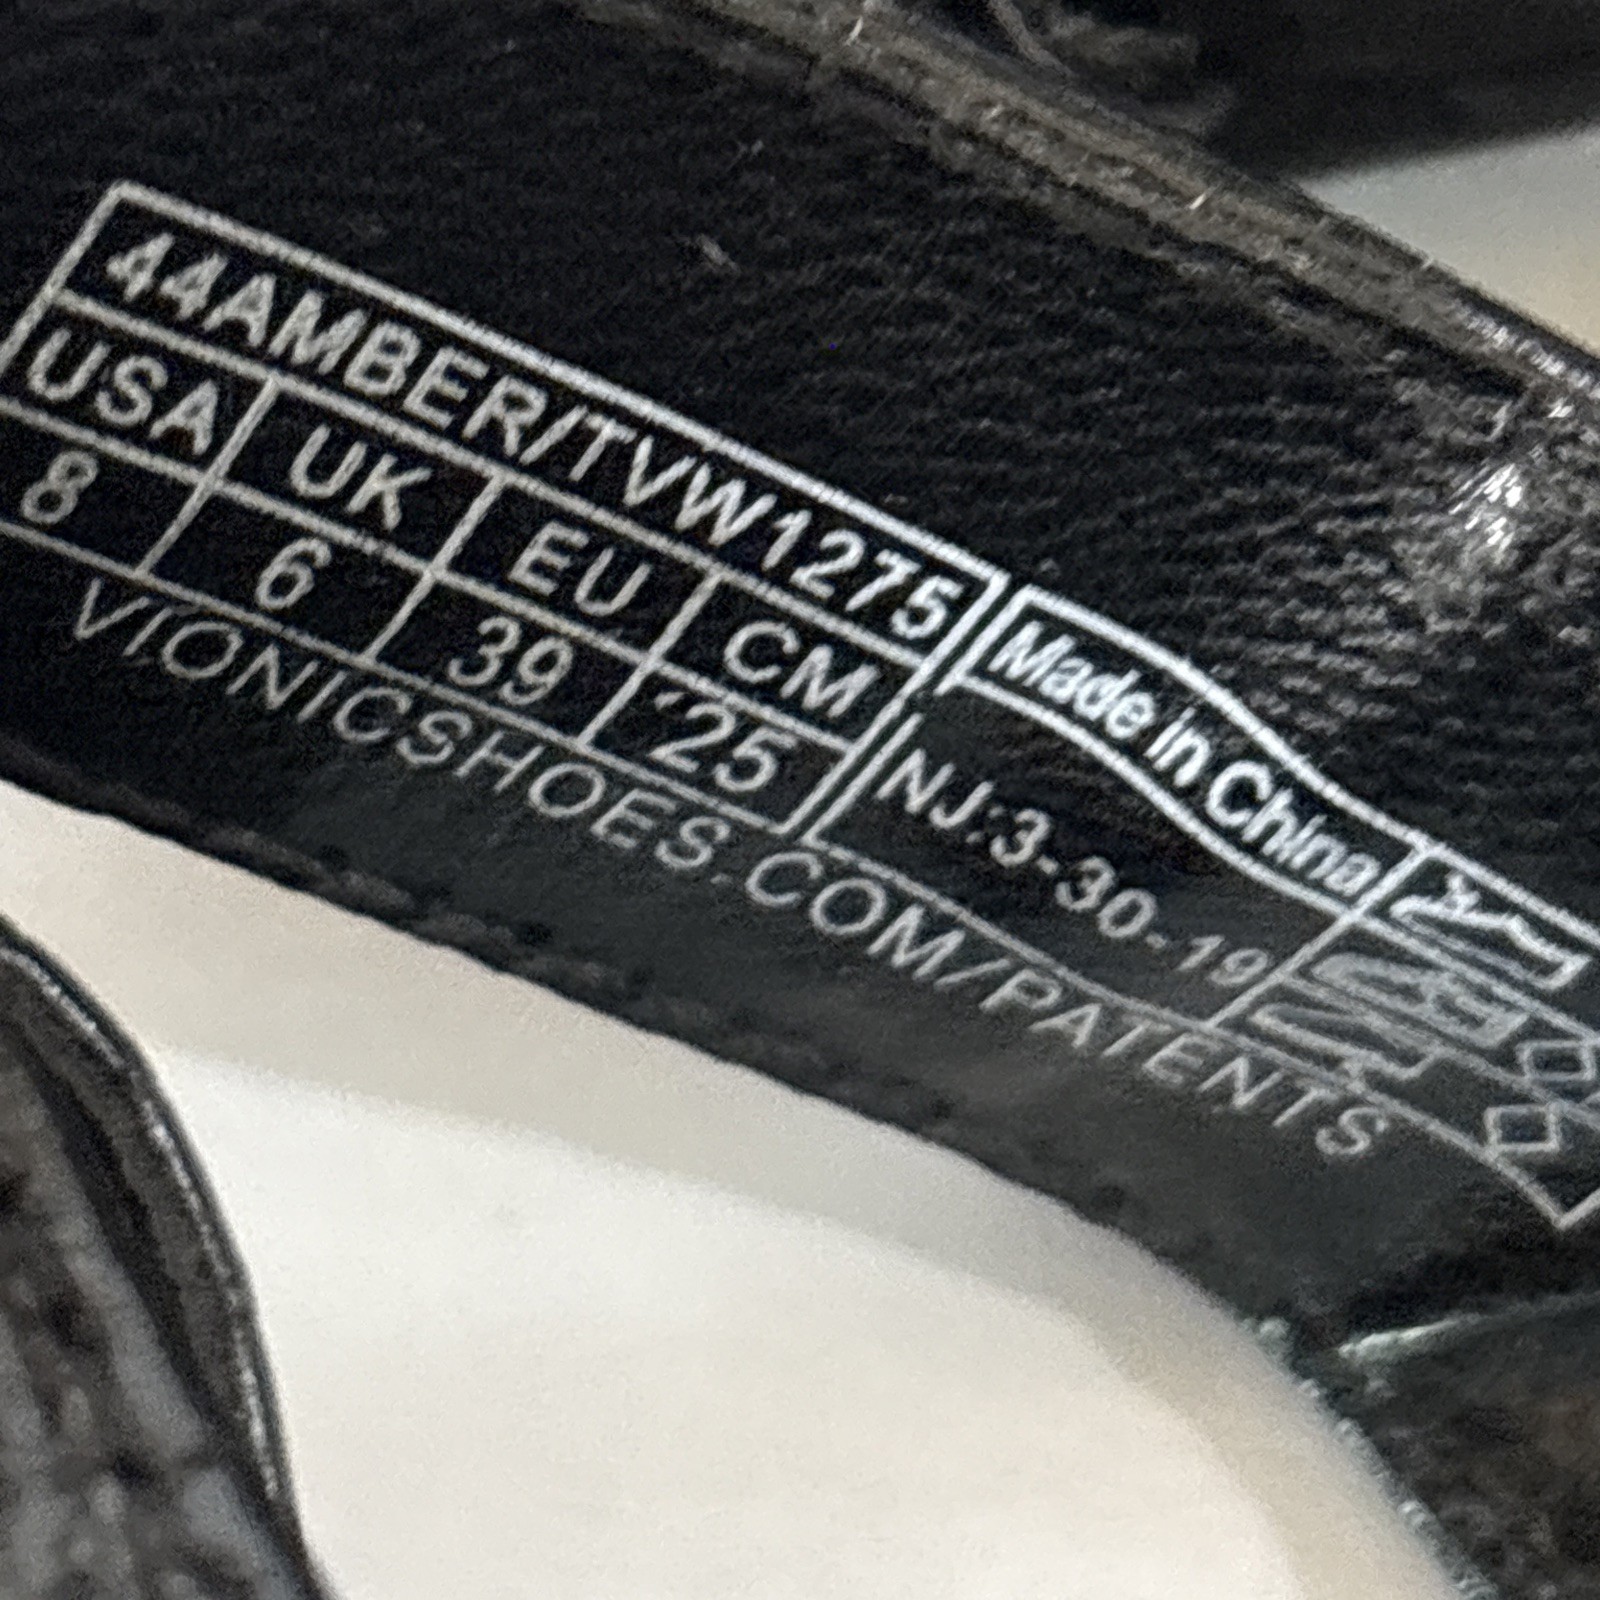 44AMBER/TVW1275
USA UK EU CM
8 6 39 25
Made in China
NJ:3-30-19
VIONICSHOES.COM/PATENTS